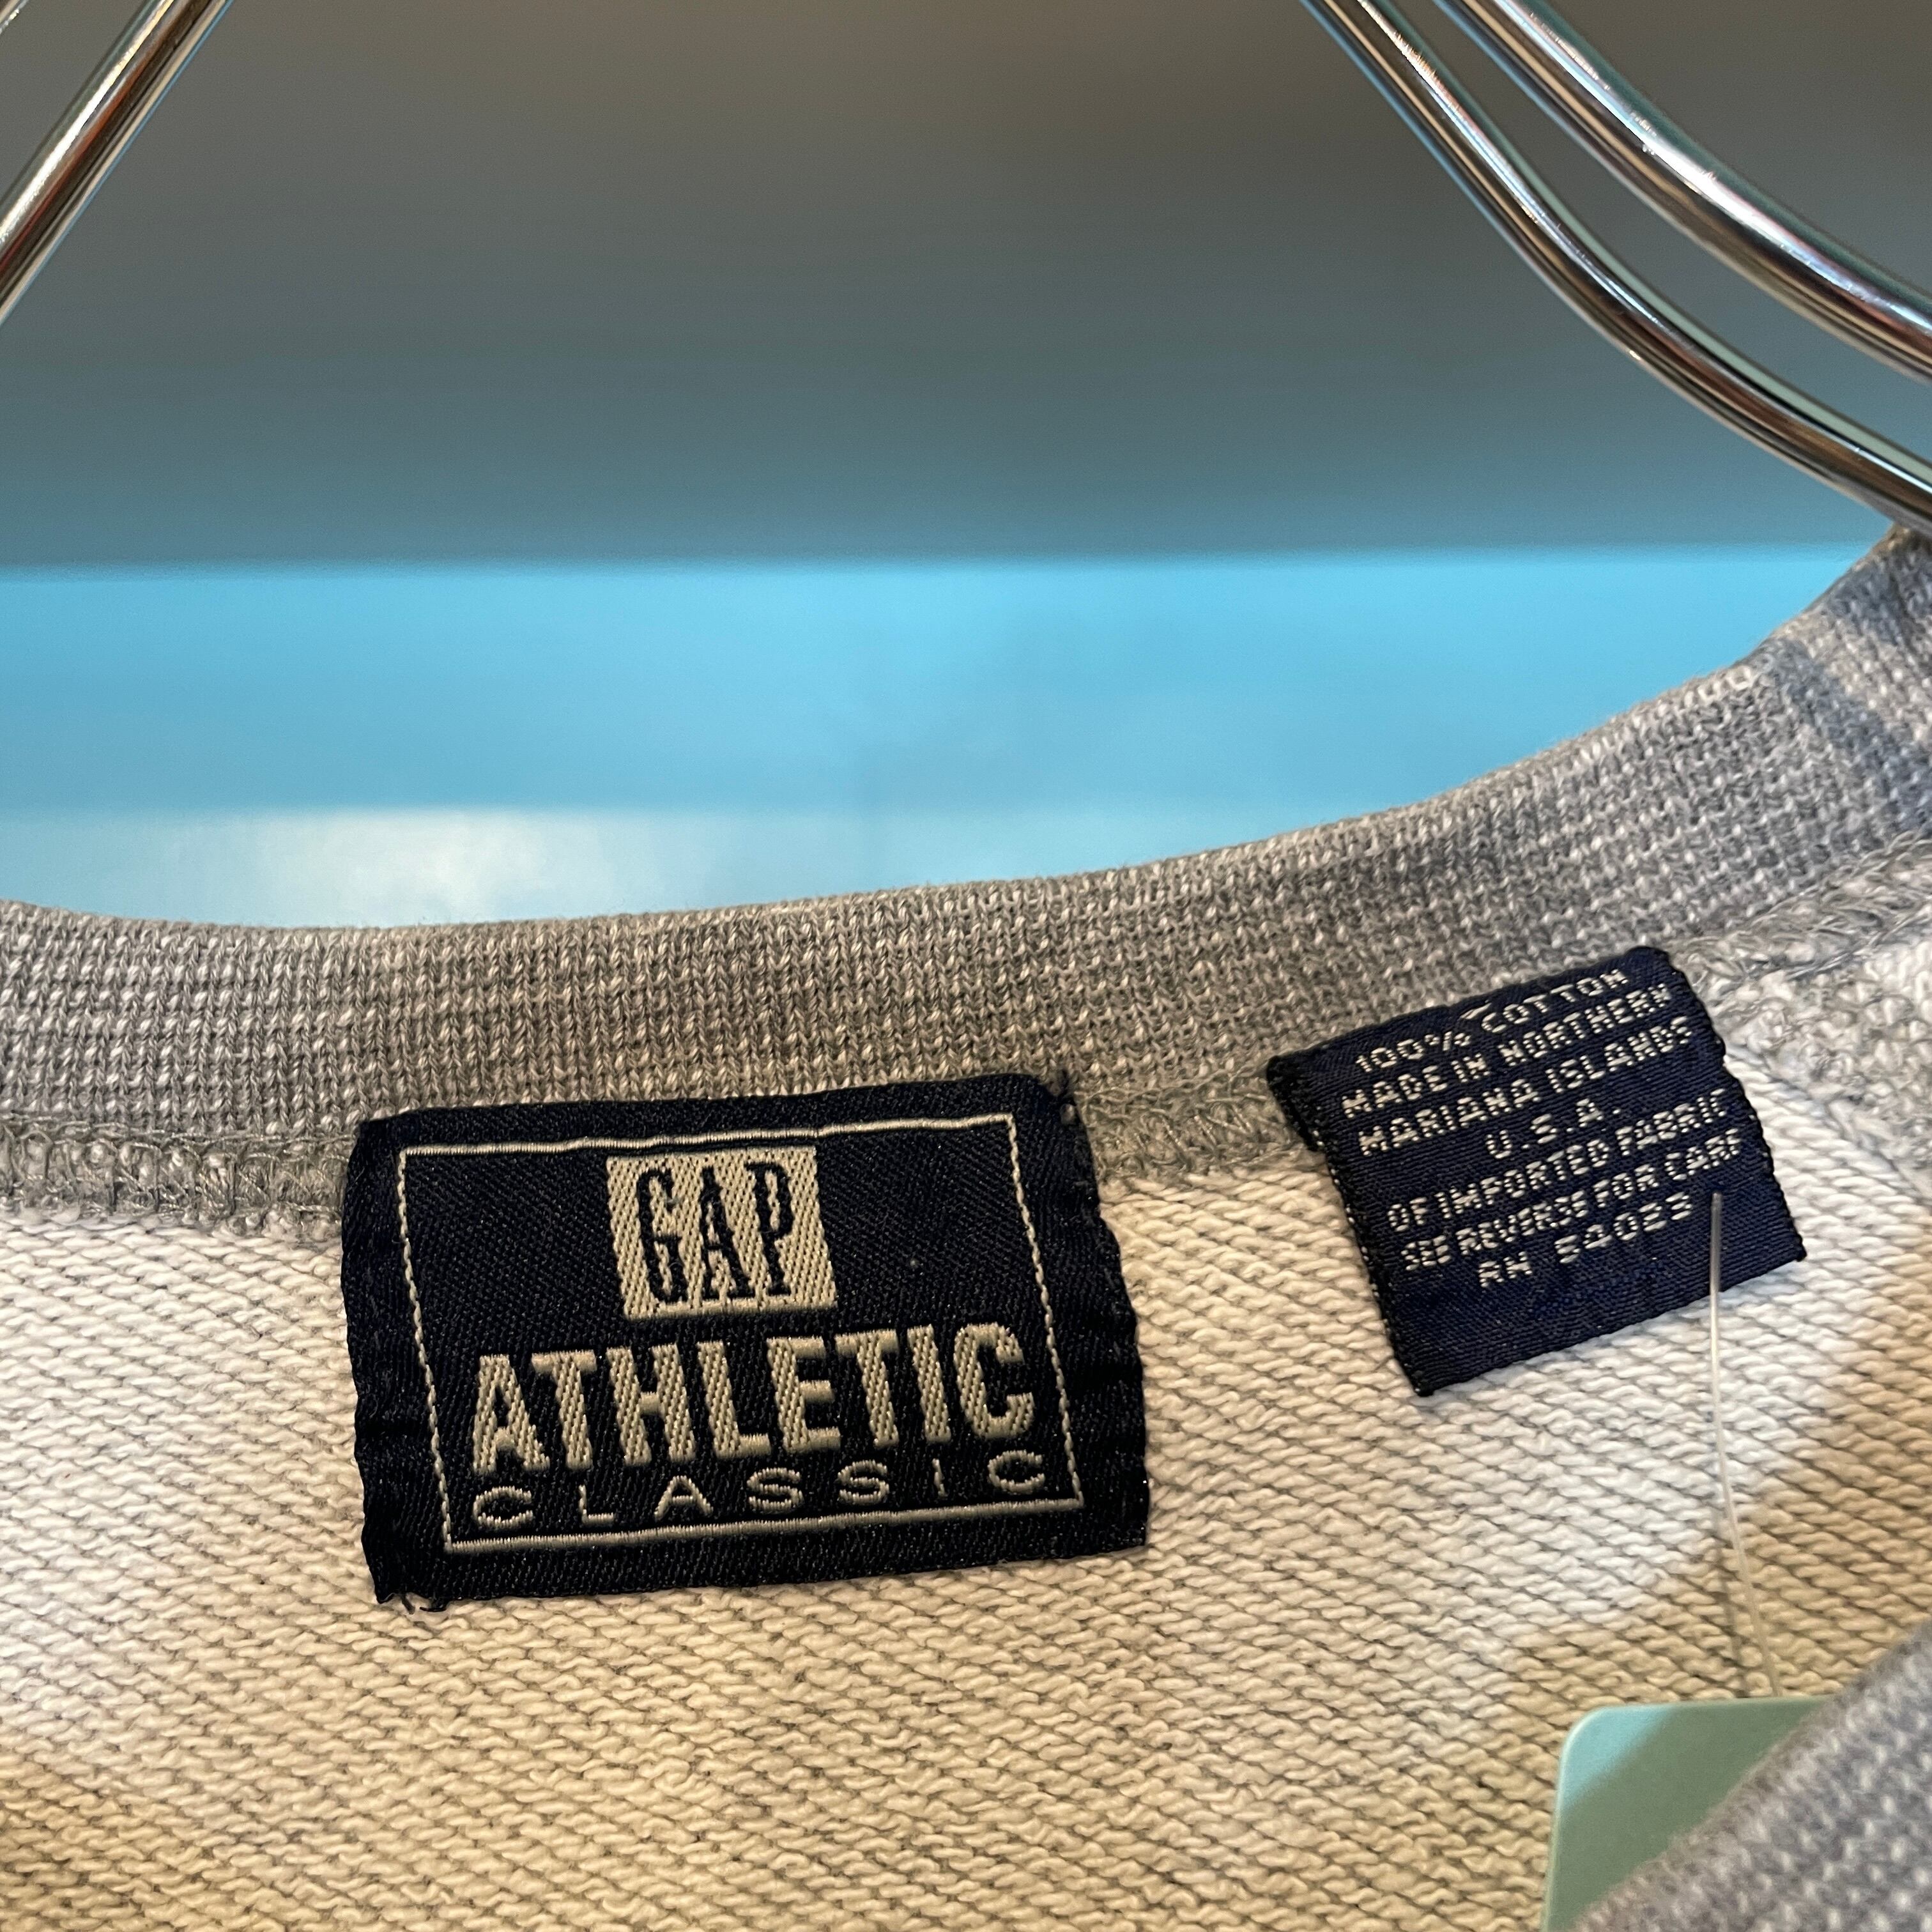 GAP
ATHLETIC
CLASSIC
100% COTTON
MADE IN NORTHERN
MARIANA ISLANDS
U.S.A.
OF IMPORTED FABRIC
SEE REVERSE FOR CARE
RN 54023